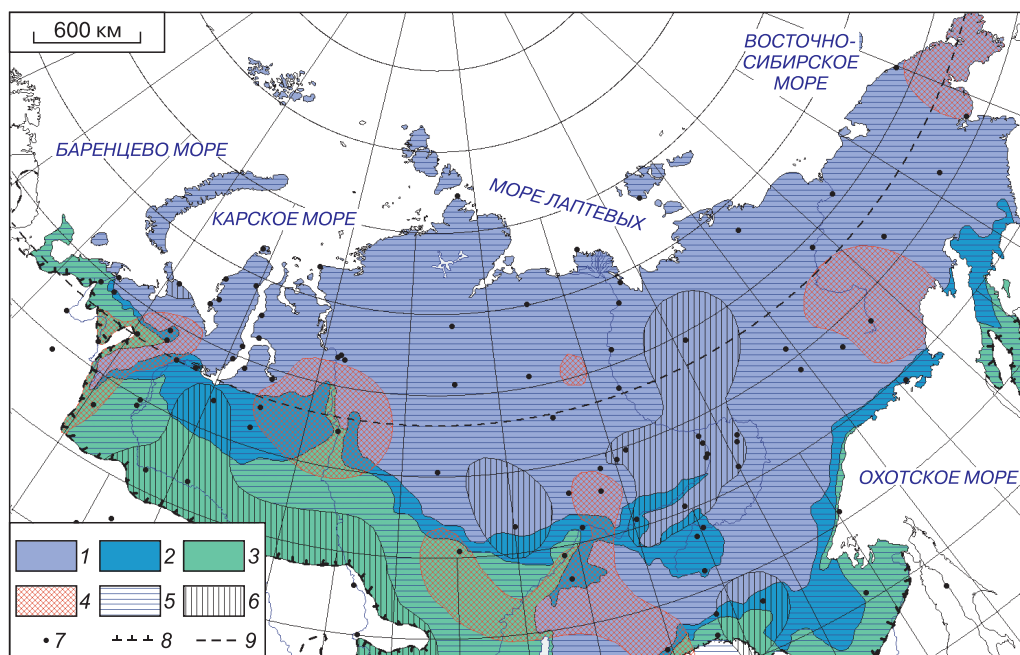 600 км
ВОСТОЧНО-
СИБИРСКОЕ
МОРЕ
БАРЕНЦЕВО МОРЕ
МОРЕ ЛАПТЕВЫХ
КАРСКОЕ МОРЕ
ОХОТСКОЕ МОРЕ
1 2 3
4 5 6
7 8 9